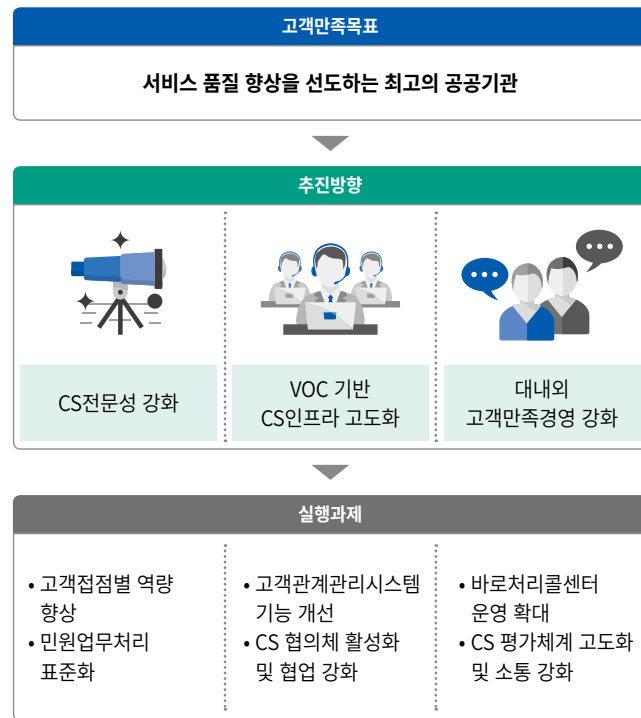 고객만족목표
서비스 품질 향상을 선도하는 최고의 공공기관
추진방향
CS전문성 강화
VOC 기반
CS인프라 고도화
대내외
고객만족경영 강화
실행과제
• 고객접점별 역량
향상
• 민원업무처리
표준화
• 고객관계관리시스템
기능 개선
• CS 협의체 활성화
및 협업 강화
• 바로처리콜센터
운영 확대
• CS 평가체계 고도화
및 소통 강화